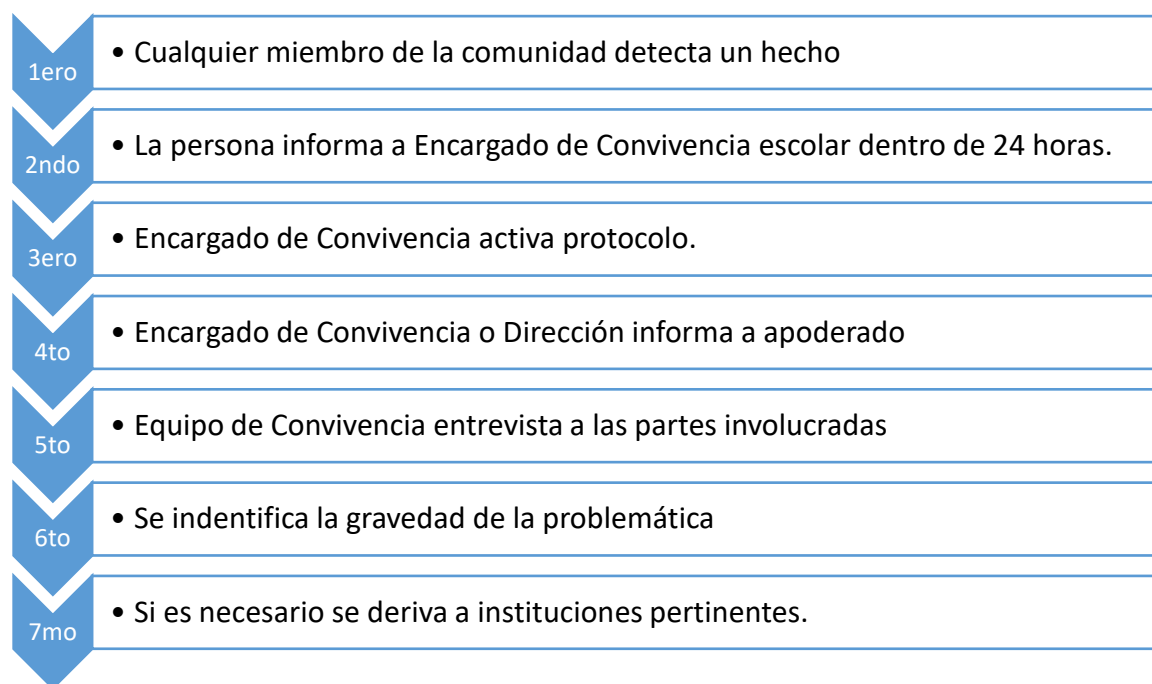 1ero
• Cualquier miembro de la comunidad detecta un hecho
2ndo
• La persona informa a Encargado de Convivencia escolar dentro de 24 horas.
3ero
• Encargado de Convivencia activa protocolo.
4to
• Encargado de Convivencia o Dirección informa a apoderado
5to
• Equipo de Convivencia entrevista a las partes involucradas
6to
• Se indentifica la gravedad de la problemática
7mo
• Si es necesario se deriva a instituciones pertinentes.